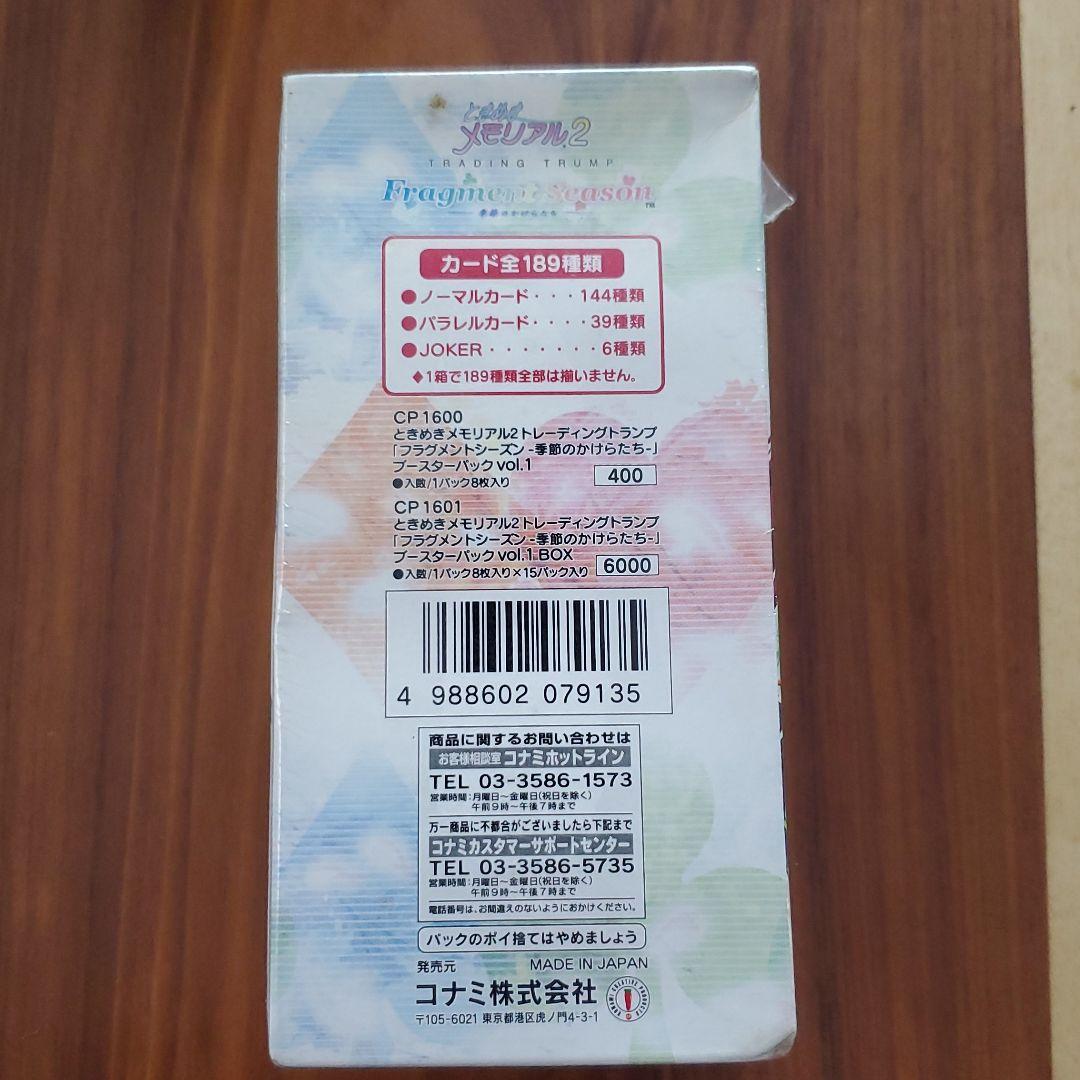 ときめき
メモリアル2
TRADING TRUMP
Fragment Season™
季節のかけらたち
カード全189種類
●ノーマルカード・・・144種類
●パラレルカード・・・・39種類
●JOKER・・・・・・・6種類
◆1箱で189種類全部は揃いません。
CP1600
ときめきメモリアル2トレーディングトランプ
「フラグメントシーズン -季節のかけらたち-」
ブースターパック vol.1
●入数/1パック8枚入り 400
CP1601
ときめきメモリアル2トレーディングトランプ
「フラグメントシーズン -季節のかけらたち-」
ブースターパック vol.1 BOX
●入数/1パック8枚入り×15パック入り 6000
4 988602 079135
商品に関するお問い合わせは
お客様相談室 コナミホットライン
TEL 03-3586-1573
営業時間:月曜日〜金曜日(祝日を除く)
午前9時〜午後7時まで
万一商品に不都合がございましたら下記まで
コナミカスタマーサポートセンター
TEL 03-3586-5735
営業時間:月曜日〜金曜日(祝日を除く)
午前9時〜午後7時まで
電話番号は、お間違えのないようにおかけください。
パックのポイ捨てはやめましょう
発売元 MADE IN JAPAN
コナミ株式会社
KONAMI CREATIVE PRODUCTS
〒105-6021 東京都港区虎ノ門4-3-1